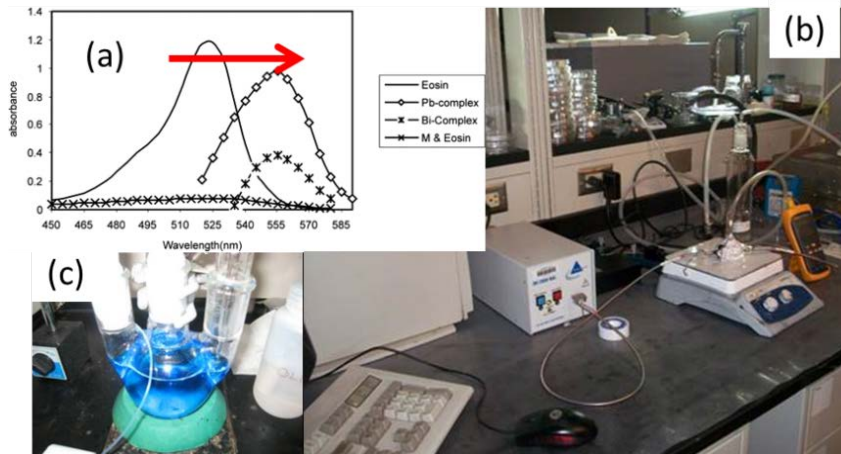 (a)
absorbance
1.4
1.2
1
0.8
0.6
0.4
0.2
0
450 465 480 495 510 525 540 555 570 585
Wavelength(nm)
Eosin
Pb-complex
Bi-Complex
M & Eosin
(b)
(c)